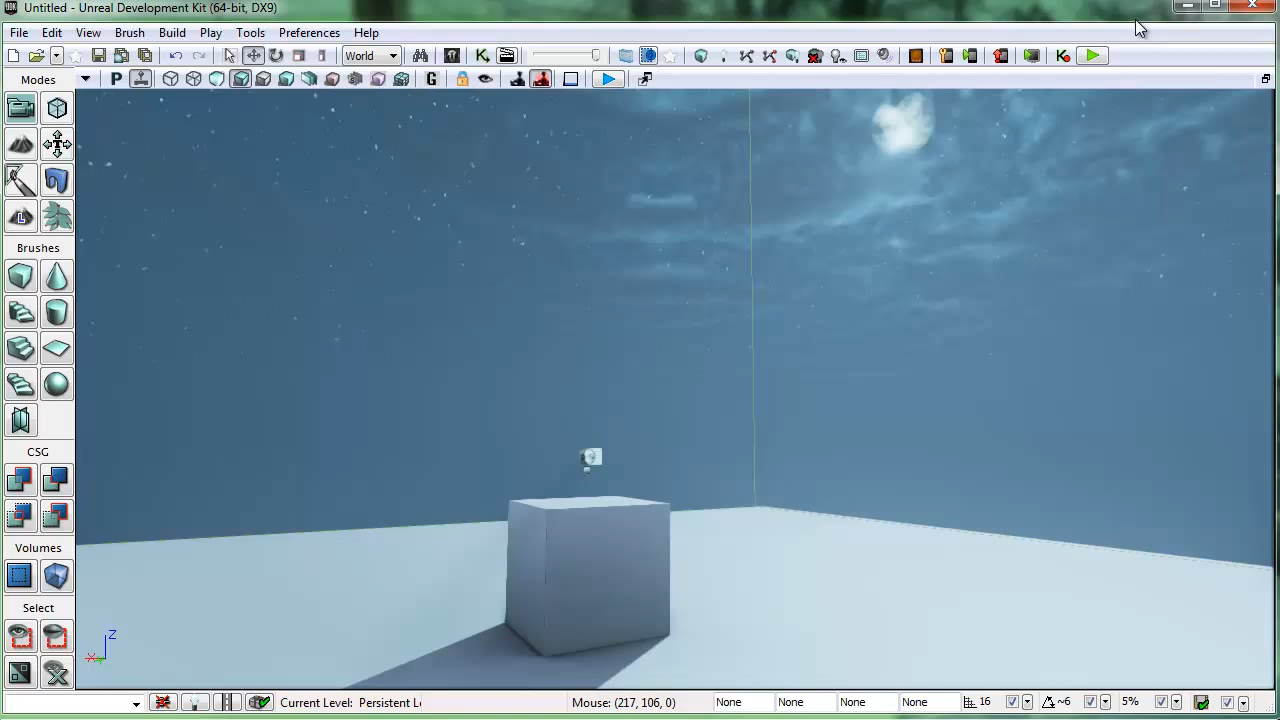 Untitled - Unreal Development Kit (64-bit, DX9)
File Edit View Brush Build Play Tools Preferences Help
World
Modes
P
G
L
Brushes
CSG
Volumes
Select
Z
X
Current Level: Persistent L
Mouse: (217, 106, 0)
None
None
None
None
16
~6
5%